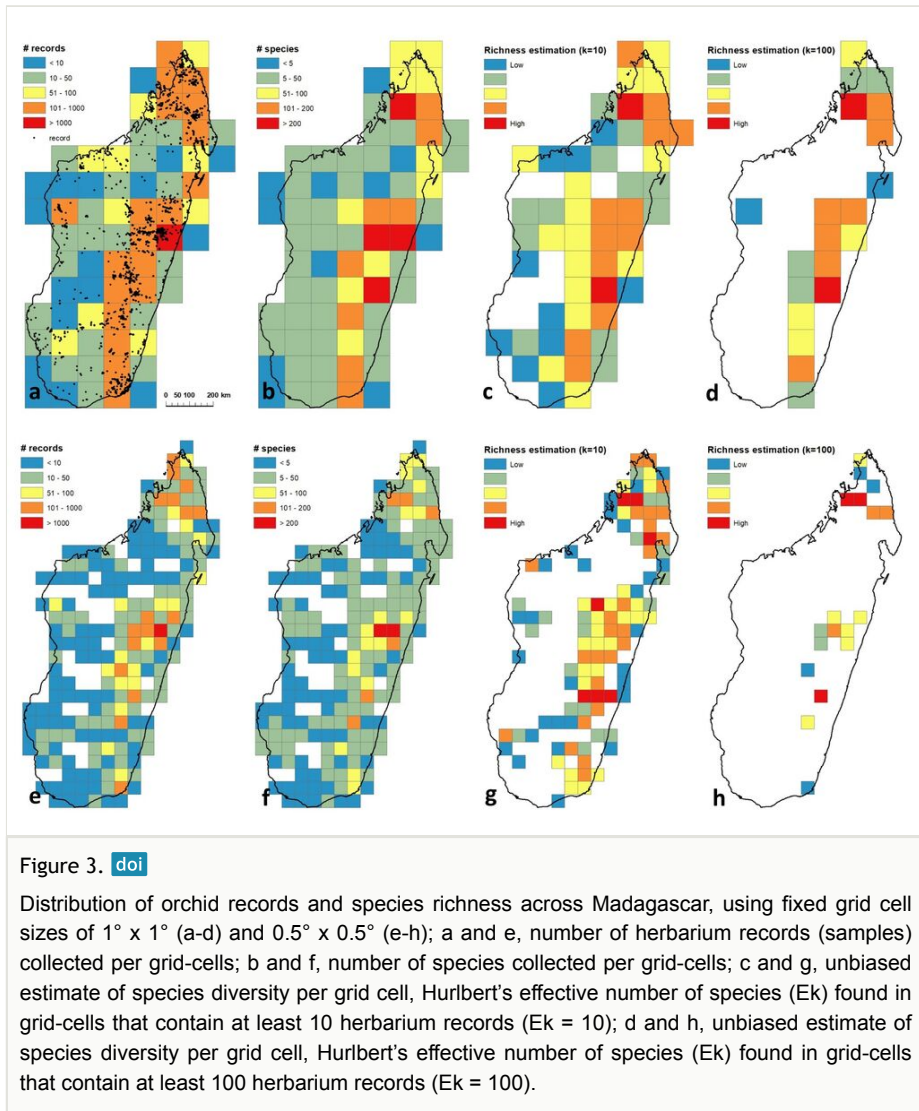 # records
< 10
10 - 50
51 - 100
101 - 1000
> 1000
record
a
0 50 100 200 km
# species
< 5
5 - 50
51 - 100
101 - 200
> 200
b
Richness estimation (k=10)
Low
High
c
Richness estimation (k=100)
Low
High
d
# records
< 10
10 - 50
51 - 100
101 - 1000
> 1000
e
# species
< 5
5 - 50
51 - 100
101 - 200
> 200
f
Richness estimation (k=10)
Low
High
g
Richness estimation (k=100)
Low
High
h
Figure 3. doi
Distribution of orchid records and species richness across Madagascar, using fixed grid cell
sizes of 1° x 1° (a-d) and 0.5° x 0.5° (e-h); a and e, number of herbarium records (samples)
collected per grid-cells; b and f, number of species collected per grid-cells; c and g, unbiased
estimate of species diversity per grid cell, Hurlbert's effective number of species (Ek) found in
grid-cells that contain at least 10 herbarium records (Ek = 10); d and h, unbiased estimate of
species diversity per grid cell, Hurlbert's effective number of species (Ek) found in grid-cells
that contain at least 100 herbarium records (Ek = 100).